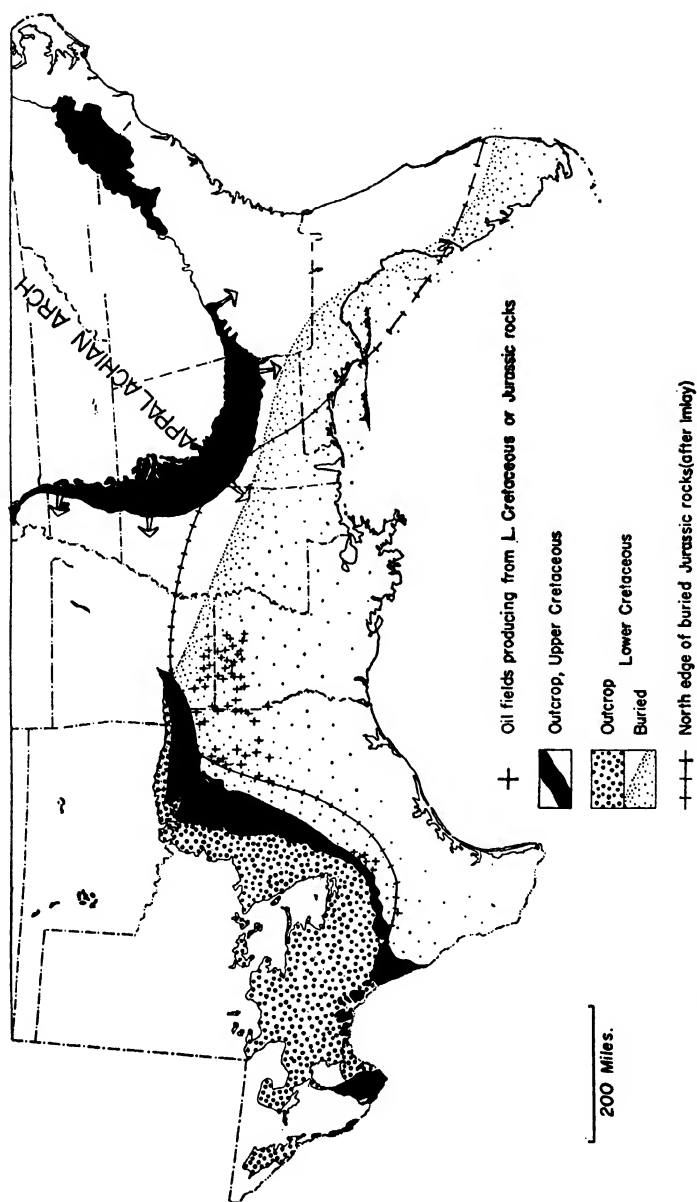 APPALACHIAN ARCH
+ Oil fields producing from L. Cretaceous or Jurassic rocks
Outcrop, Upper Cretaceous
Outcrop
Lower Cretaceous
Buried
North edge of buried Jurassic rocks(after Imlay)
200 Miles.